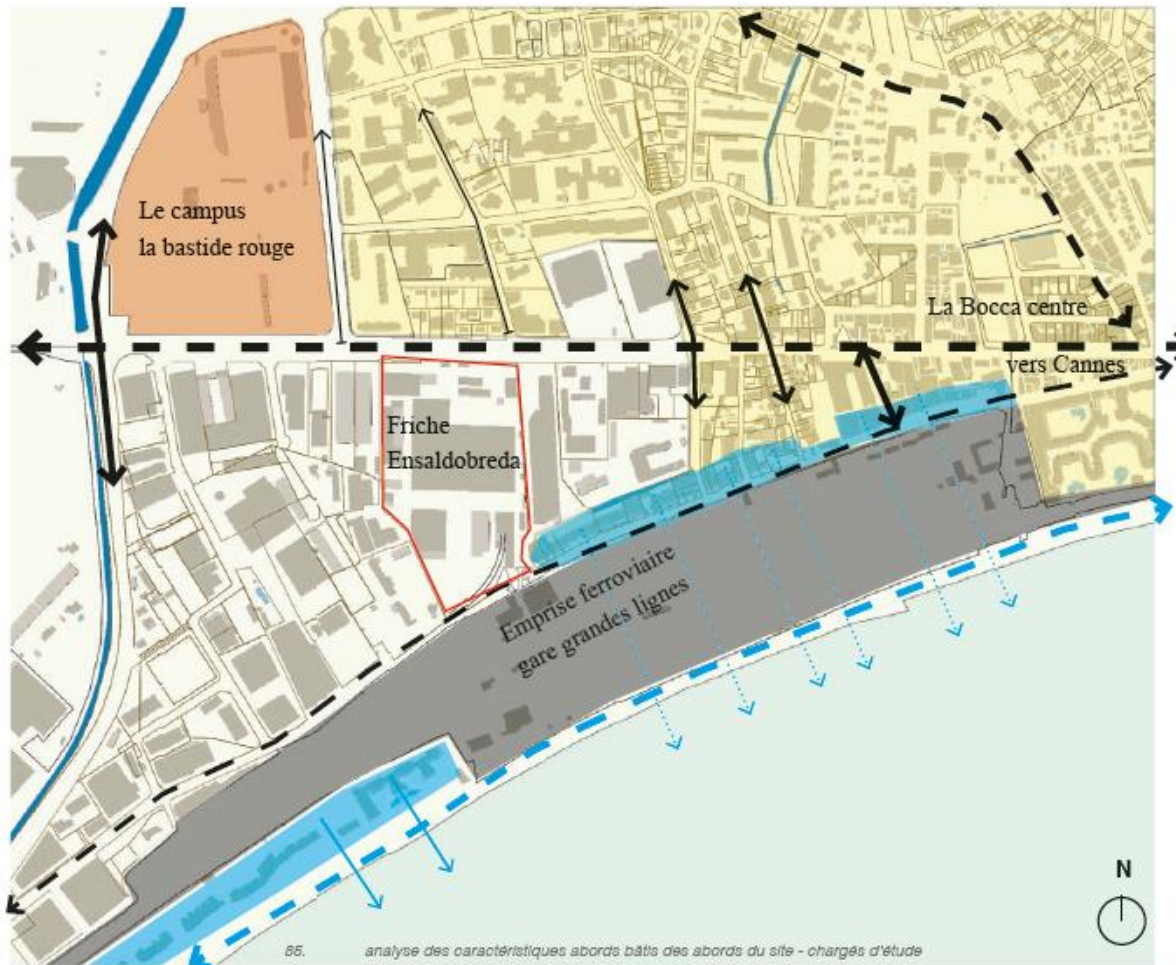 Le campus
la bastide rouge
La Bocca centre
vers Cannes
Friche
Ensaldobreda
Emprise ferroviaire
gare grandes lignes
N
86. analyse des caractéristiques abords bâtis des abords du site - chargés d'étude